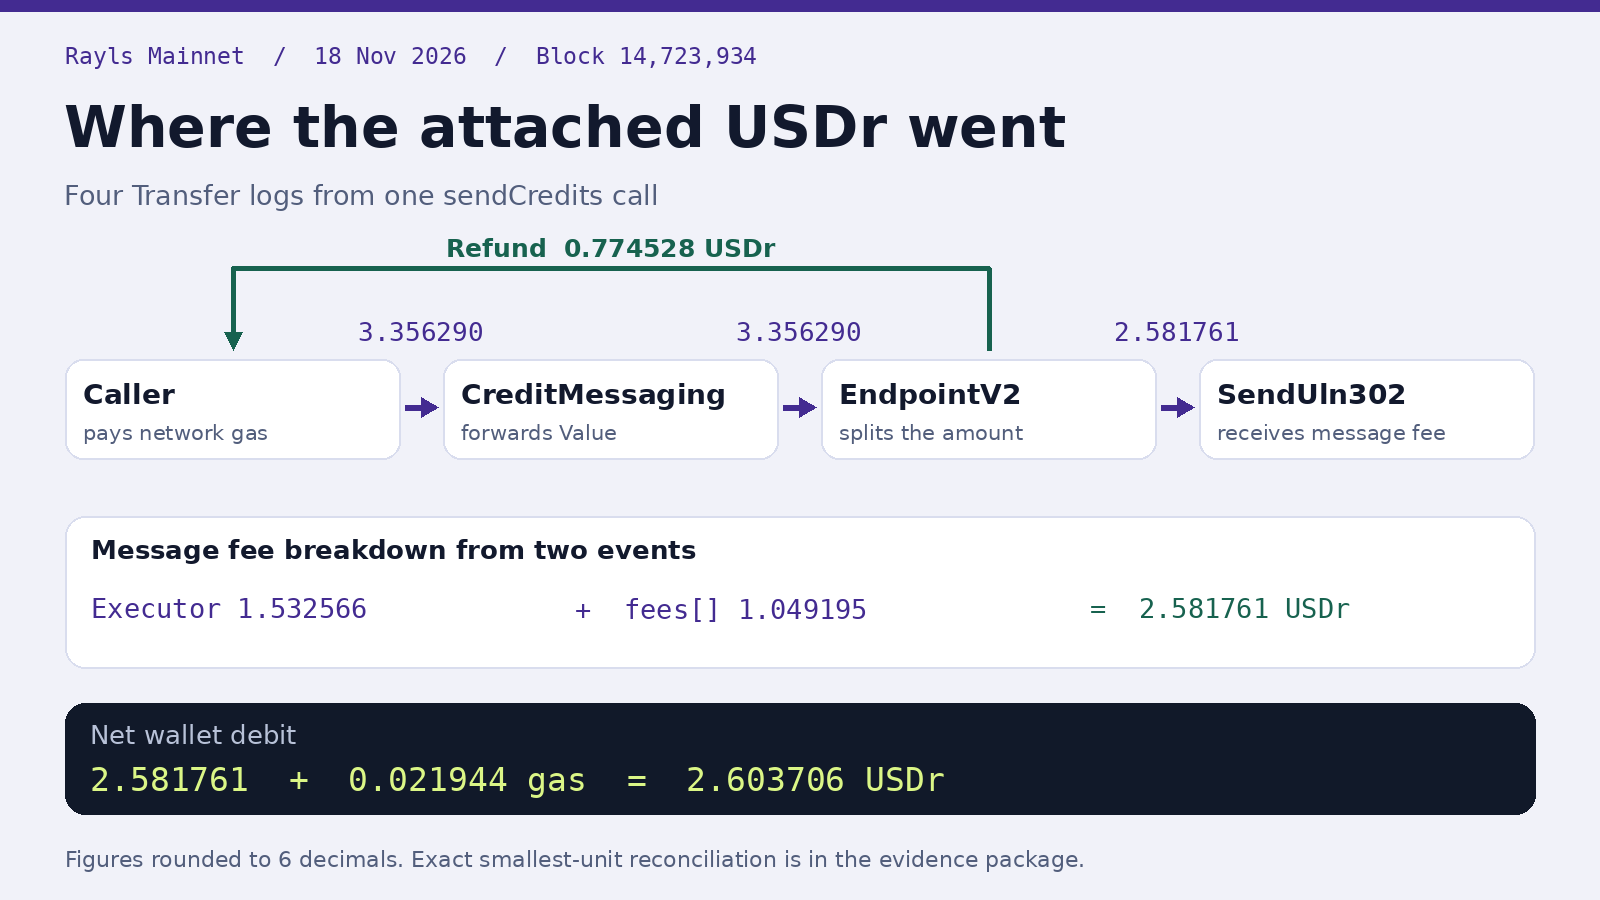 Rayls Mainnet / 18 Nov 2026 / Block 14,723,934
Where the attached USDr went
Four Transfer logs from one sendCredits call
Refund 0.774528 USDr
3.356290 3.356290 2.581761
Caller
pays network gas
CreditMessaging
forwards Value
EndpointV2
splits the amount
SendUln302
receives message fee
Message fee breakdown from two events
Executor 1.532566 + fees[] 1.049195 = 2.581761 USDr
Net wallet debit
2.581761 + 0.021944 gas = 2.603706 USDr
Figures rounded to 6 decimals. Exact smallest-unit reconciliation is in the evidence package.